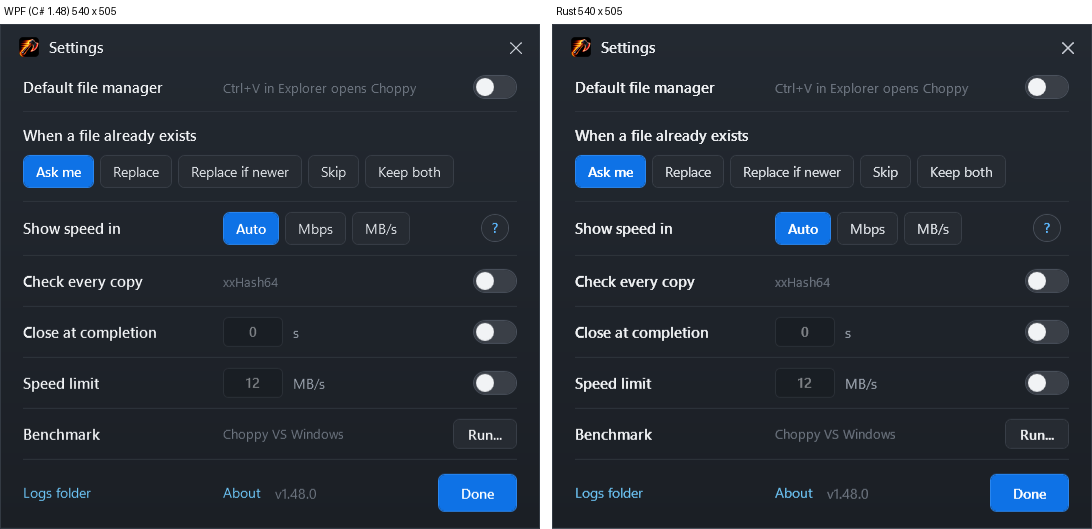 WPF (C# 1.48) 540 x 505
Settings
Default file manager Ctrl+V in Explorer opens Choppy
When a file already exists
Ask me Replace Replace if newer Skip Keep both
Show speed in Auto Mbps MB/s ?
Check every copy xxHash64
Close at completion 0 s
Speed limit 12 MB/s
Benchmark Choppy VS Windows Run...
Logs folder About v1.48.0 Done
Rust 540 x 505
Settings
Default file manager Ctrl+V in Explorer opens Choppy
When a file already exists
Ask me Replace Replace if newer Skip Keep both
Show speed in Auto Mbps MB/s ?
Check every copy xxHash64
Close at completion 0 s
Speed limit 12 MB/s
Benchmark Choppy VS Windows Run...
Logs folder About v1.48.0 Done